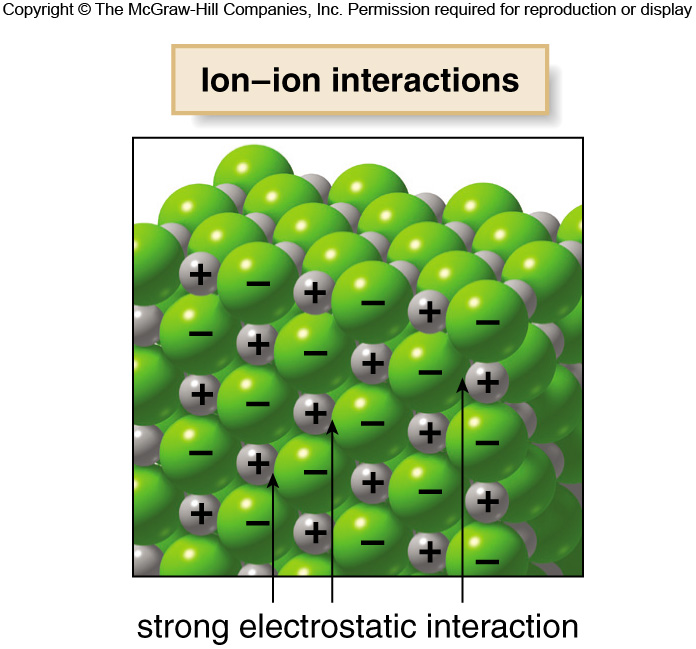 Copyright © The McGraw-Hill Companies, Inc. Permission required for reproduction or display
Ion–ion interactions
+ − + − + −
− + − + − +
+ − + − + −
− + − + − +
+ − + − + −
strong electrostatic interaction